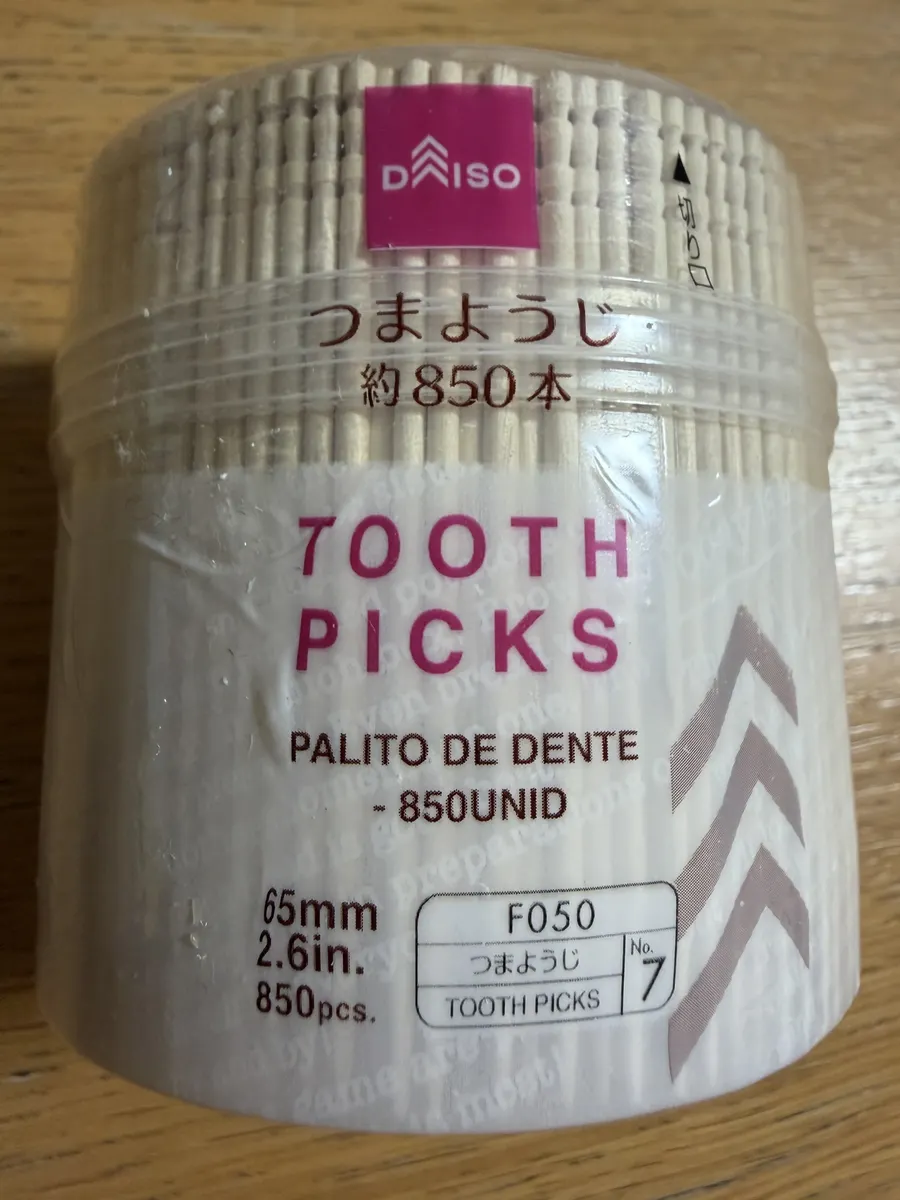 DAISO
▲切り口
つまようじ
約850本
TOOTH
PICKS
PALITO DE DENTE
- 850UNID
65mm
2.6in.
850pcs.
F050
つまようじ
TOOTH PICKS
No.
7